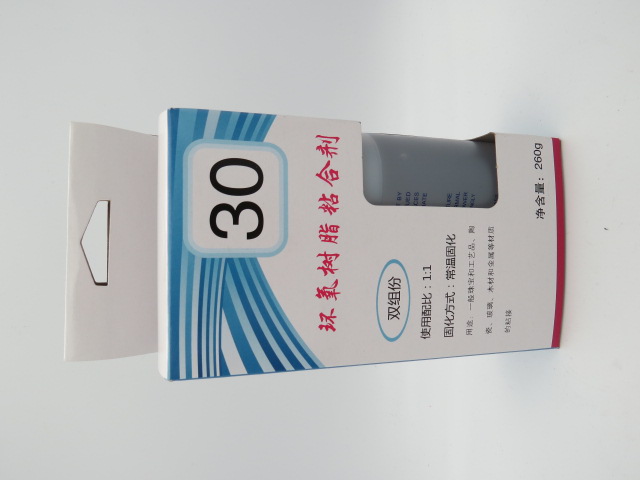 30
环氧树脂粘合剂
双组份
使用配比：1:1
固化方式：常温固化
用途：一般珠宝和工艺品、陶
瓷、玻璃、木材和金属等材质
的粘接
净含量：260g